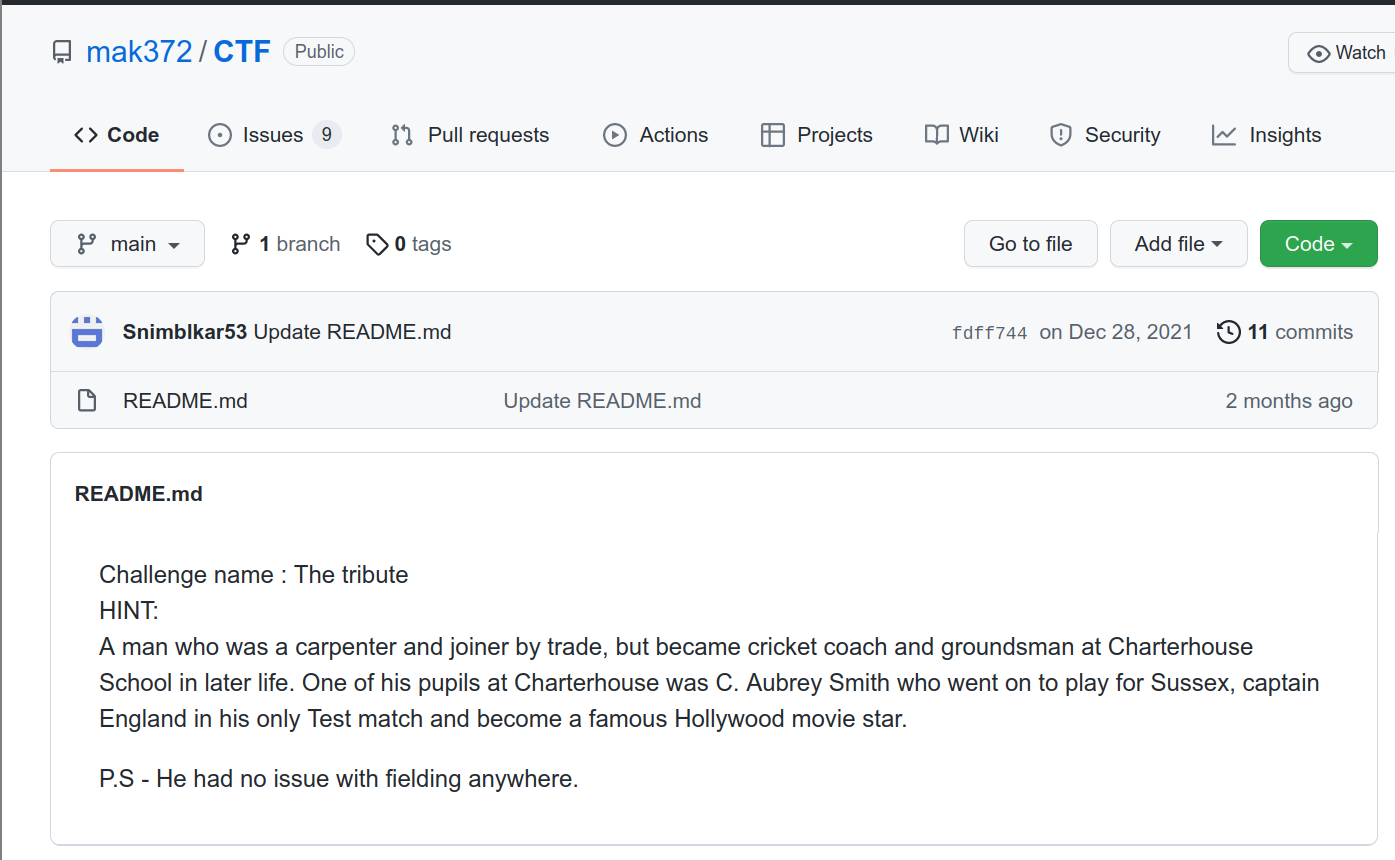 mak372 / CTF Public Watch
Code Issues 9 Pull requests Actions Projects Wiki Security Insights
main 1 branch 0 tags Go to file Add file Code
Snimblkar53 Update README.md fdff744 on Dec 28, 2021 11 commits
README.md Update README.md 2 months ago
README.md
Challenge name : The tribute
HINT:
A man who was a carpenter and joiner by trade, but became cricket coach and groundsman at Charterhouse
School in later life. One of his pupils at Charterhouse was C. Aubrey Smith who went on to play for Sussex, captain
England in his only Test match and become a famous Hollywood movie star.
P.S - He had no issue with fielding anywhere.